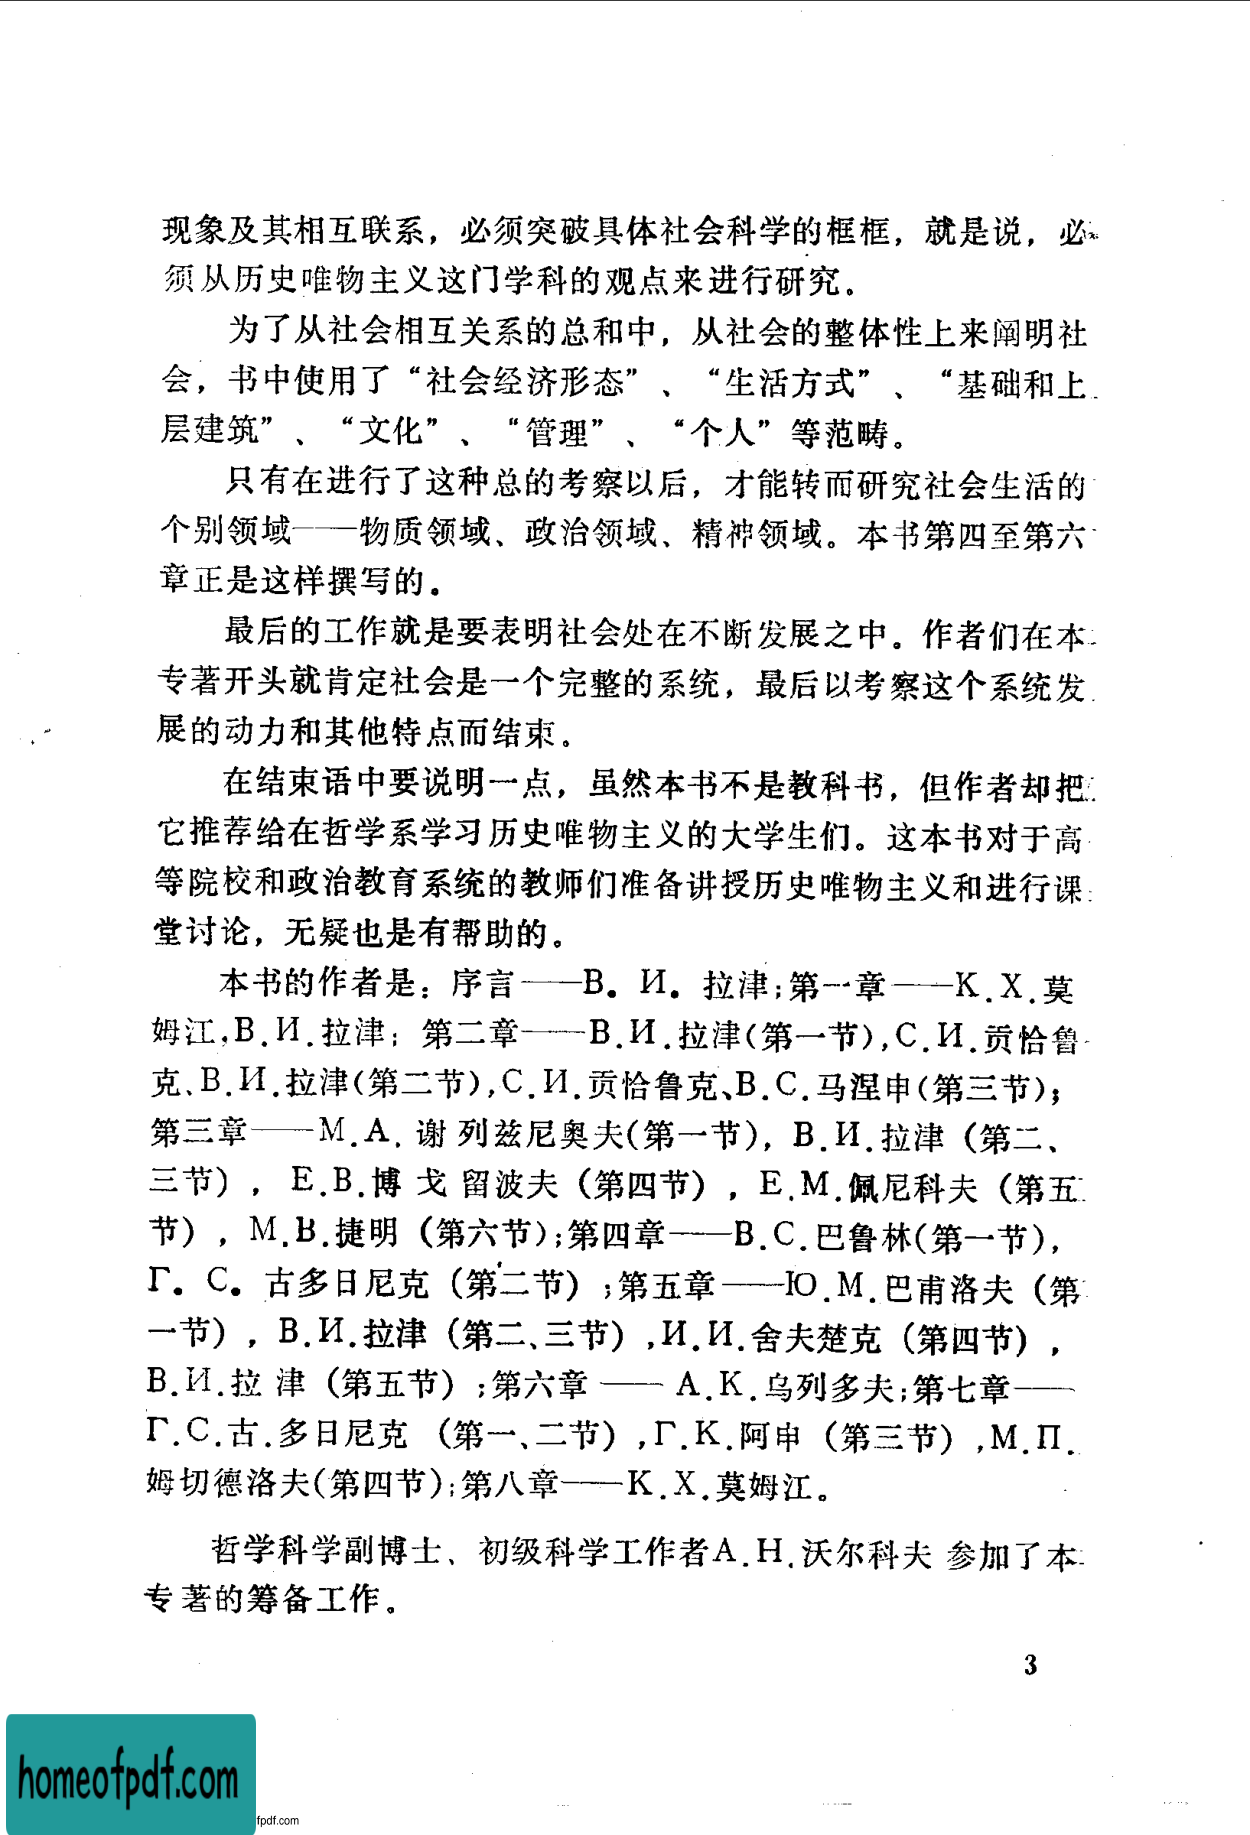 现象及其相互联系，必须突破具体社会科学的框框，就是说，必
须从历史唯物主义这门学科的观点来进行研究。
为了从社会相互关系的总和中，从社会的整体性上来阐明社
会，书中使用了“社会经济形态”、“生活方式”、“基础和上
层建筑”、“文化”、“管理”、“个人”等范畴。
只有在进行了这种总的考察以后，才能转而研究社会生活的
个别领域——物质领域、政治领域、精神领域。本书第四至第六
章正是这样撰写的。
最后的工作就是要表明社会处在不断发展之中。作者们在本
专著开头就肯定社会是一个完整的系统，最后以考察这个系统发
展的动力和其他特点而结束。
在结束语中要说明一点，虽然本书不是教科书，但作者却把
它推荐给在哲学系学习历史唯物主义的大学生们。这本书对于高
等院校和政治教育系统的教师们准备讲授历史唯物主义和进行课
堂讨论，无疑也是有帮助的。
本书的作者是：序言——В。И。拉津；第一章——К.Х.莫
姆江，В.И.拉津；第二章——В.И.拉津(第一节)，С.И.贡恰鲁
克、В.И.拉津(第二节)，С.И.贡恰鲁克、В.С.马涅申(第三节)；
第三章——М.А.谢列兹尼奥夫(第一节)，В.И.拉津（第二、
三节），Е.В.博戈留波夫（第四节），Е.М.佩尼科夫（第五
节），М.В.捷明（第六节）；第四章——В.С.巴鲁林(第一节)，
Г。С。古多日尼克（第二节）；第五章——Ю.М.巴甫洛夫（第
一节），В.И.拉津（第二、三节），И.И.舍夫楚克（第四节），
В.И.拉津（第五节）；第六章——А.К.乌列多夫；第七章——
Г.С.古.多日尼克（第一、二节），Г.К.阿申（第三节），М.П.
姆切德洛夫(第四节)；第八章——К.Х.莫姆江。
哲学科学副博士、初级科学工作者А.Н.沃尔科夫参加了本
专著的筹备工作。
3
homeofpdf.com
fpdf.com